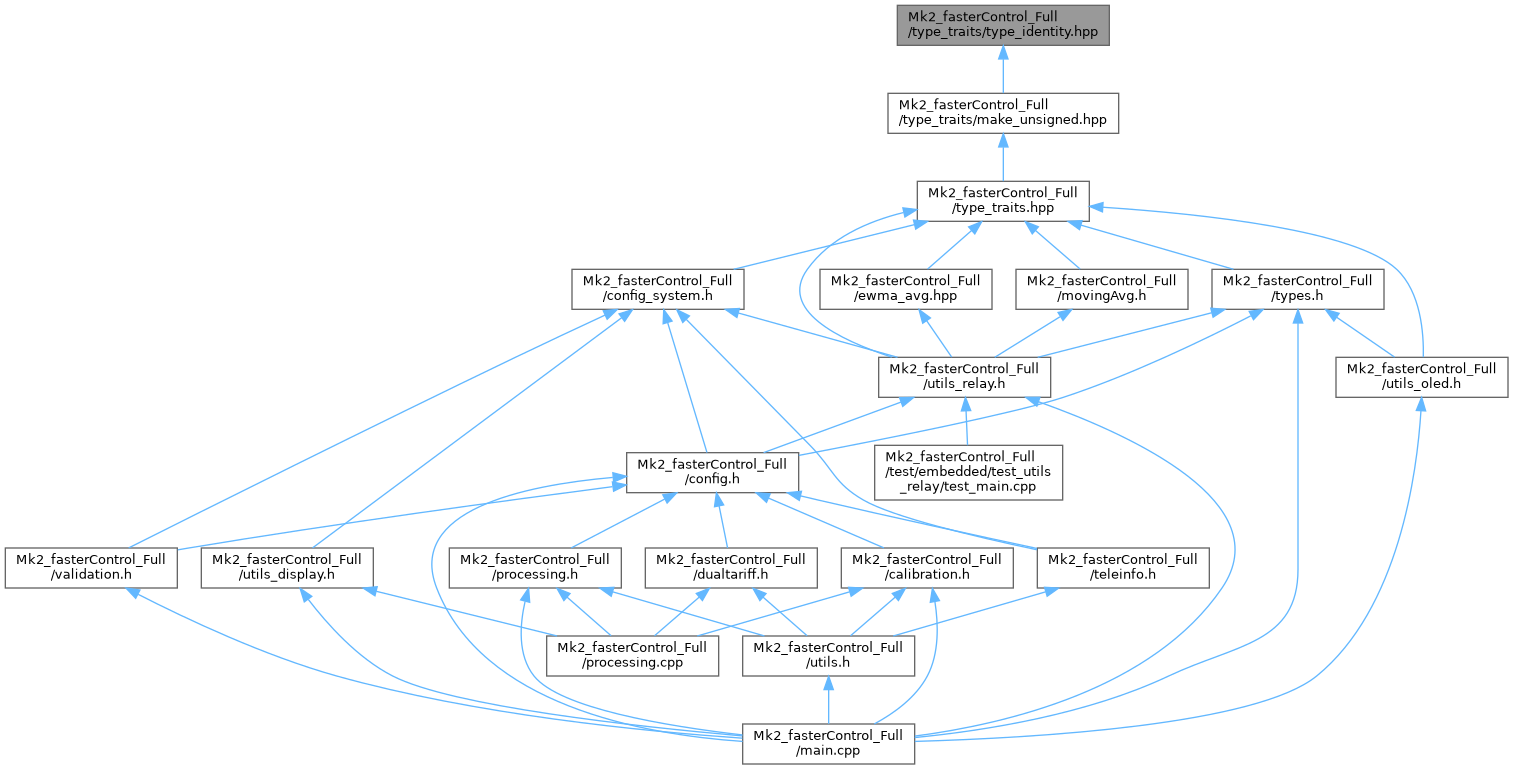 Mk2_fasterControl_Full
/type_traits/type_identity.hpp
Mk2_fasterControl_Full
/type_traits/make_unsigned.hpp
Mk2_fasterControl_Full
/type_traits.hpp
Mk2_fasterControl_Full
/config_system.h
Mk2_fasterControl_Full
/ewma_avg.hpp
Mk2_fasterControl_Full
/movingAvg.h
Mk2_fasterControl_Full
/types.h
Mk2_fasterControl_Full
/utils_relay.h
Mk2_fasterControl_Full
/utils_oled.h
Mk2_fasterControl_Full
/config.h
Mk2_fasterControl_Full
/test/embedded/test_utils
_relay/test_main.cpp
Mk2_fasterControl_Full
/validation.h
Mk2_fasterControl_Full
/utils_display.h
Mk2_fasterControl_Full
/processing.h
Mk2_fasterControl_Full
/dualtariff.h
Mk2_fasterControl_Full
/calibration.h
Mk2_fasterControl_Full
/teleinfo.h
Mk2_fasterControl_Full
/processing.cpp
Mk2_fasterControl_Full
/utils.h
Mk2_fasterControl_Full
/main.cpp